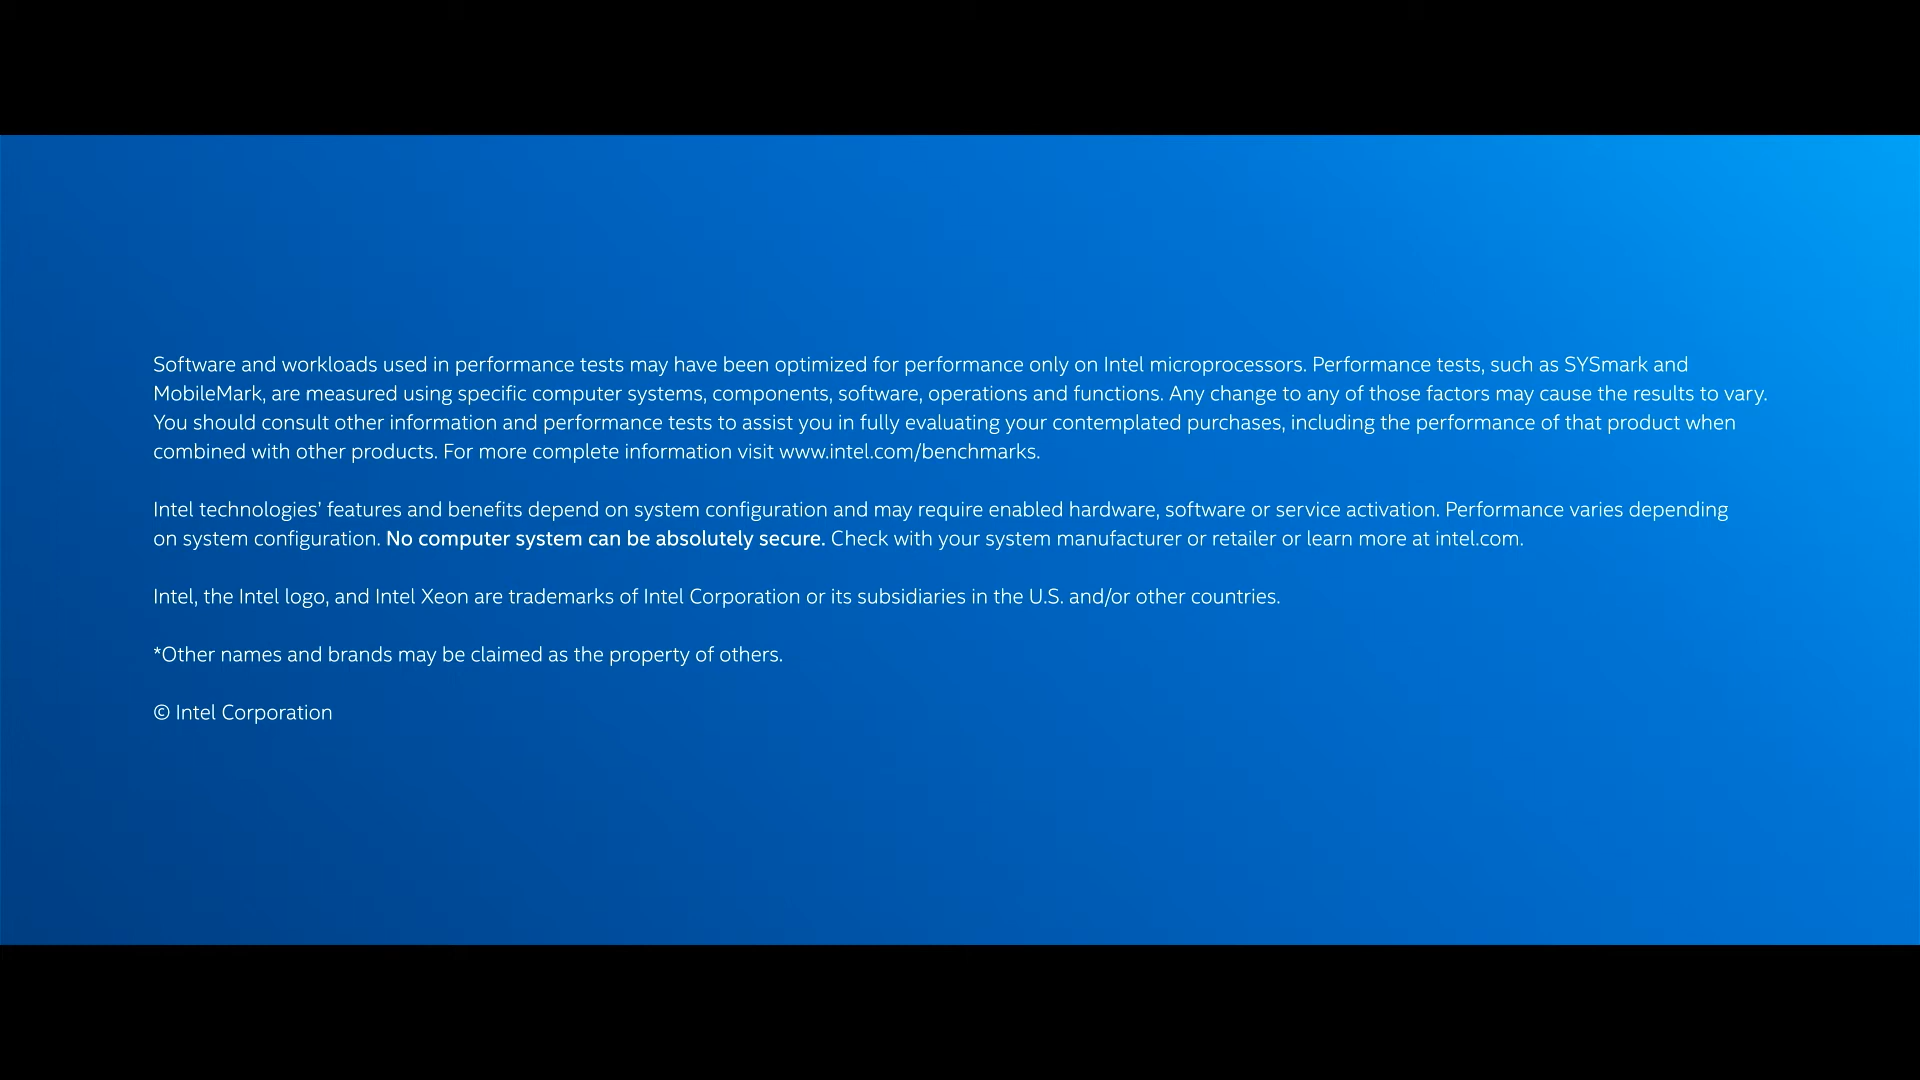 Software and workloads used in performance tests may have been optimized for performance only on Intel microprocessors. Performance tests, such as SYSmark and
MobileMark, are measured using specific computer systems, components, software, operations and functions. Any change to any of those factors may cause the results to vary.
You should consult other information and performance tests to assist you in fully evaluating your contemplated purchases, including the performance of that product when
combined with other products. For more complete information visit www.intel.com/benchmarks.
Intel technologies’ features and benefits depend on system configuration and may require enabled hardware, software or service activation. Performance varies depending
on system configuration. No computer system can be absolutely secure. Check with your system manufacturer or retailer or learn more at intel.com.
Intel, the Intel logo, and Intel Xeon are trademarks of Intel Corporation or its subsidiaries in the U.S. and/or other countries.
*Other names and brands may be claimed as the property of others.
© Intel Corporation